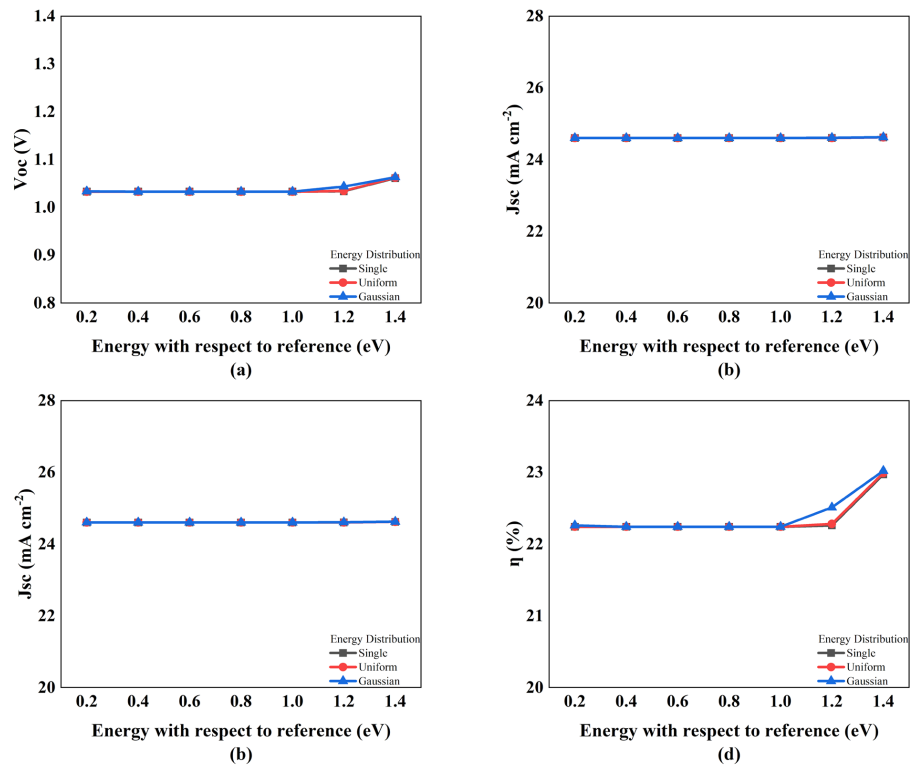 1.4
1.3
1.2
1.1
1.0
0.9
0.8
Voc (V)
Energy Distribution
Single
Uniform
Gaussian
0.2 0.4 0.6 0.8 1.0 1.2 1.4
Energy with respect to reference (eV)
(a)
28
26
24
22
20
Jsc (mA cm-2)
Energy Distribution
Single
Uniform
Gaussian
0.2 0.4 0.6 0.8 1.0 1.2 1.4
Energy with respect to reference (eV)
(b)
28
26
24
22
20
Jsc (mA cm-2)
Energy Distribution
Single
Uniform
Gaussian
0.2 0.4 0.6 0.8 1.0 1.2 1.4
Energy with respect to reference (eV)
(b)
24
23
22
21
20
η (%)
Energy Distribution
Single
Uniform
Gaussian
0.2 0.4 0.6 0.8 1.0 1.2 1.4
Energy with respect to reference (eV)
(d)